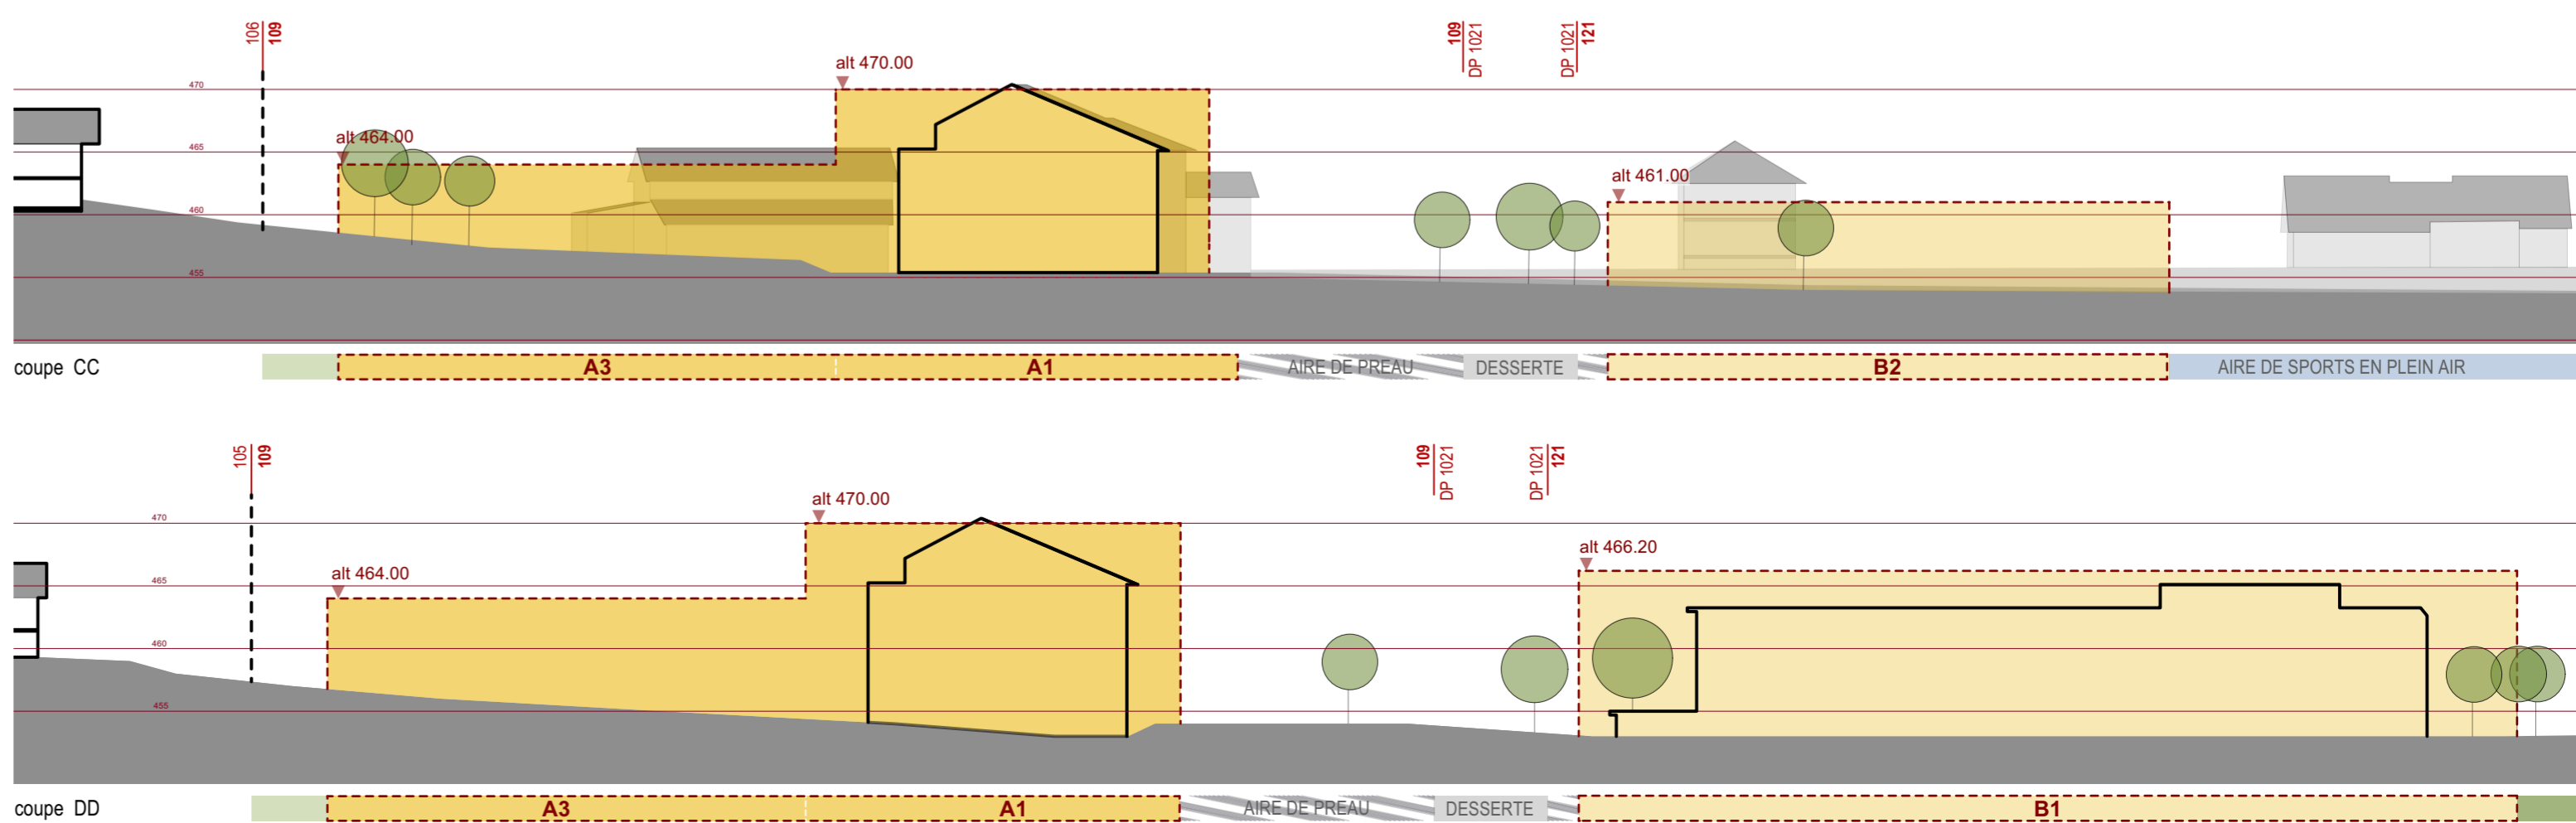 106
109
109
DP 1021
DP 1021
121
alt 470.00
470
alt 464.00
465
alt 461.00
460
455
coupe CC
A3
A1
AIRE DE PREAU
DESSERTE
B2
AIRE DE SPORTS EN PLEIN AIR
105
109
109
DP 1021
DP 1021
121
alt 470.00
470
alt 466.20
alt 464.00
465
460
455
coupe DD
A3
A1
AIRE DE PREAU
DESSERTE
B1